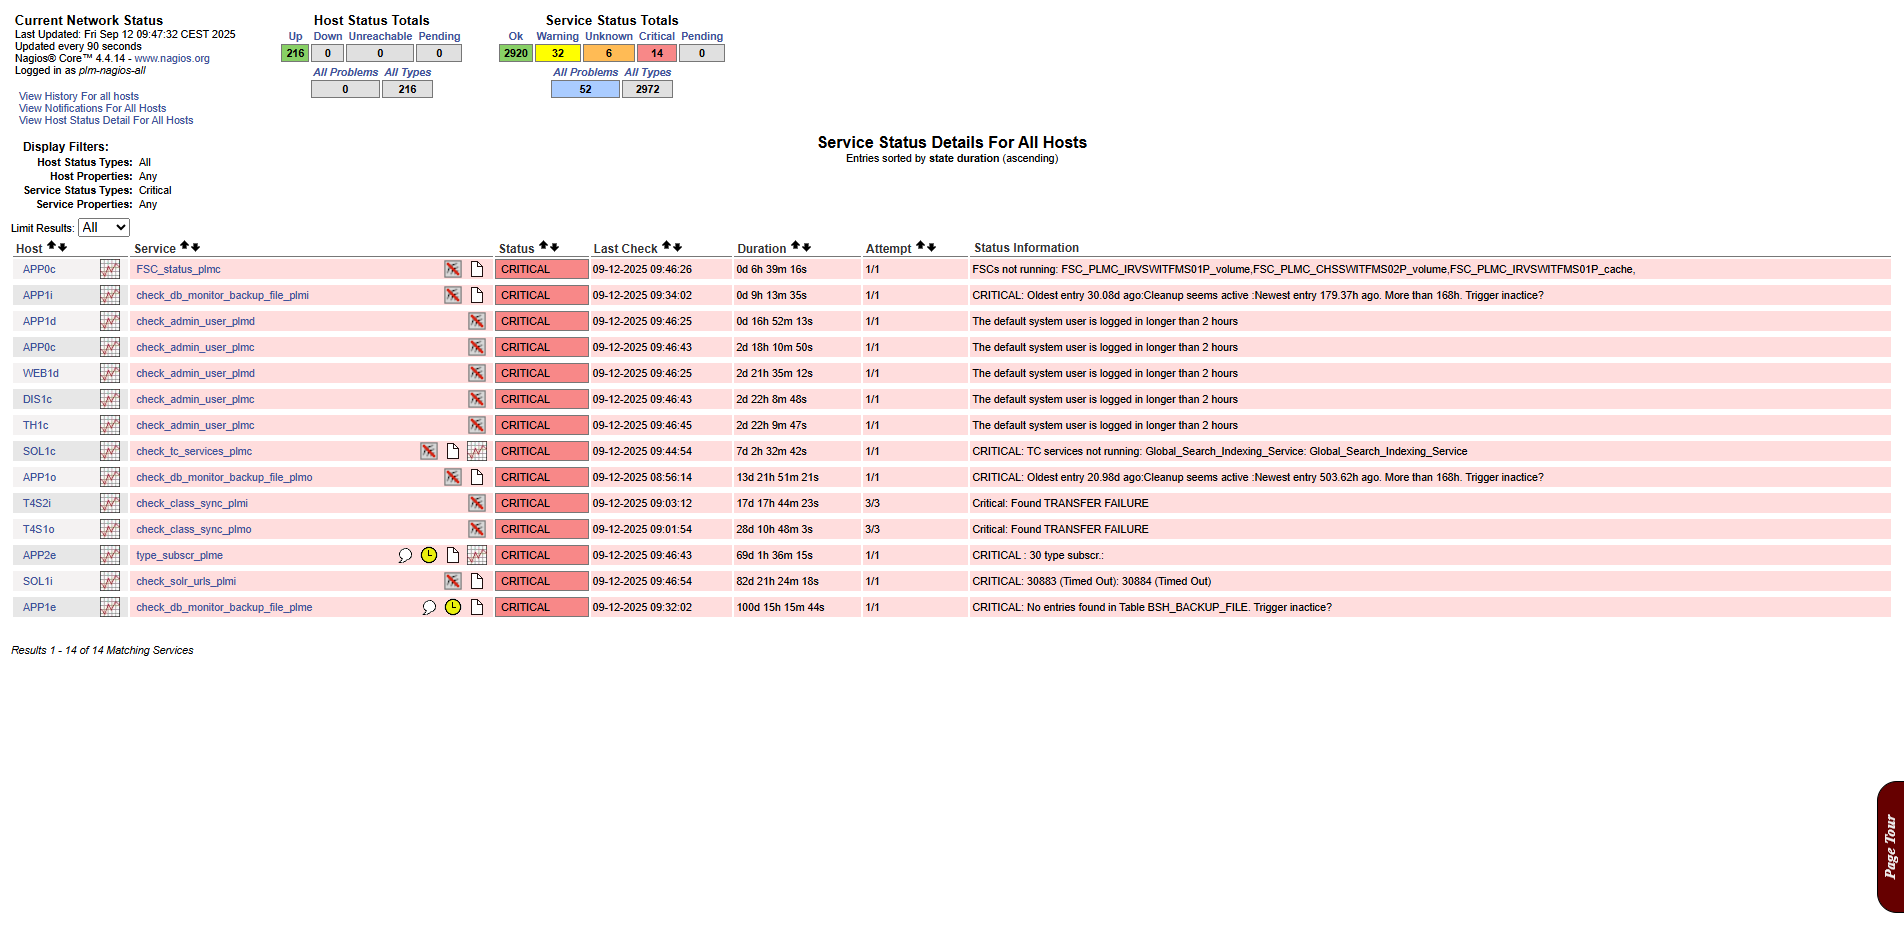 Current Network Status
Last Updated: Fri Sep 12 09:47:32 CEST 2025
Updated every 90 seconds
Nagios® Core™ 4.4.14 - www.nagios.org
Logged in as plm-nagios-all
View History For all hosts
View Notifications For All Hosts
View Host Status Detail For All Hosts
Host Status Totals
Up Down Unreachable Pending
216 0 0 0
All Problems All Types
0 216
Service Status Totals
Ok Warning Unknown Critical Pending
2920 32 6 14 0
All Problems All Types
52 2972
Display Filters:
Host Status Types: All
Host Properties: Any
Service Status Types: Critical
Service Properties: Any
Service Status Details For All Hosts
Entries sorted by state duration (ascending)
Limit Results: All
Host Service Status Last Check Duration Attempt Status Information
APP0c FSC_status_plmc CRITICAL 09-12-2025 09:46:26 0d 6h 39m 16s 1/1 FSCs not running: FSC_PLMC_IRVSWITFMS01P_volume,FSC_PLMC_CHSSWITFMS02P_volume,FSC_PLMC_IRVSWITFMS01P_cache,
APP1i check_db_monitor_backup_file_plmi CRITICAL 09-12-2025 09:34:02 0d 9h 13m 35s 1/1 CRITICAL: Oldest entry 30.08d ago:Cleanup seems active :Newest entry 179.37h ago. More than 168h. Trigger inactice?
APP1d check_admin_user_plmd CRITICAL 09-12-2025 09:46:25 0d 16h 52m 13s 1/1 The default system user is logged in longer than 2 hours
APP0c check_admin_user_plmc CRITICAL 09-12-2025 09:46:43 2d 18h 10m 50s 1/1 The default system user is logged in longer than 2 hours
WEB1d check_admin_user_plmd CRITICAL 09-12-2025 09:46:25 2d 21h 35m 12s 1/1 The default system user is logged in longer than 2 hours
DIS1c check_admin_user_plmc CRITICAL 09-12-2025 09:46:43 2d 22h 8m 48s 1/1 The default system user is logged in longer than 2 hours
TH1c check_admin_user_plmc CRITICAL 09-12-2025 09:46:45 2d 22h 9m 47s 1/1 The default system user is logged in longer than 2 hours
SOL1c check_tc_services_plmc CRITICAL 09-12-2025 09:44:54 7d 2h 32m 42s 1/1 CRITICAL: TC services not running: Global_Search_Indexing_Service: Global_Search_Indexing_Service
APP1o check_db_monitor_backup_file_plmo CRITICAL 09-12-2025 08:56:14 13d 21h 51m 21s 1/1 CRITICAL: Oldest entry 20.98d ago:Cleanup seems active :Newest entry 503.62h ago. More than 168h. Trigger inactice?
T4S2i check_class_sync_plmi CRITICAL 09-12-2025 09:03:12 17d 17h 44m 23s 3/3 Critical: Found TRANSFER FAILURE
T4S1o check_class_sync_plmo CRITICAL 09-12-2025 09:01:54 28d 10h 48m 3s 3/3 Critical: Found TRANSFER FAILURE
APP2e type_subscr_plme CRITICAL 09-12-2025 09:46:43 69d 1h 36m 15s 1/1 CRITICAL : 30 type subscr.:
SOL1i check_solr_urls_plmi CRITICAL 09-12-2025 09:46:54 82d 21h 24m 18s 1/1 CRITICAL: 30883 (Timed Out): 30884 (Timed Out)
APP1e check_db_monitor_backup_file_plme CRITICAL 09-12-2025 09:32:02 100d 15h 15m 44s 1/1 CRITICAL: No entries found in Table BSH_BACKUP_FILE. Trigger inactice?
Results 1 - 14 of 14 Matching Services
Page Tour